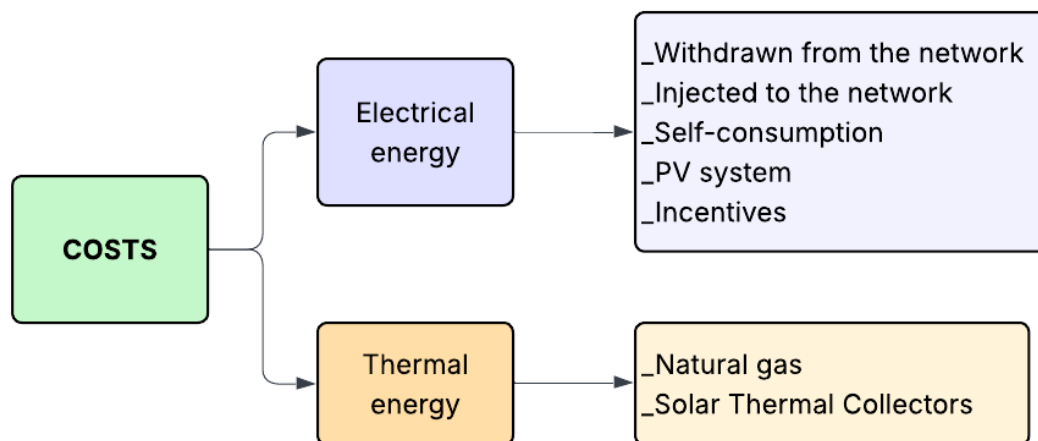 COSTS
Electrical
energy
_Withdrawn from the network
_Injected to the network
_Self-consumption
_PV system
_Incentives
Thermal
energy
_Natural gas
_Solar Thermal Collectors